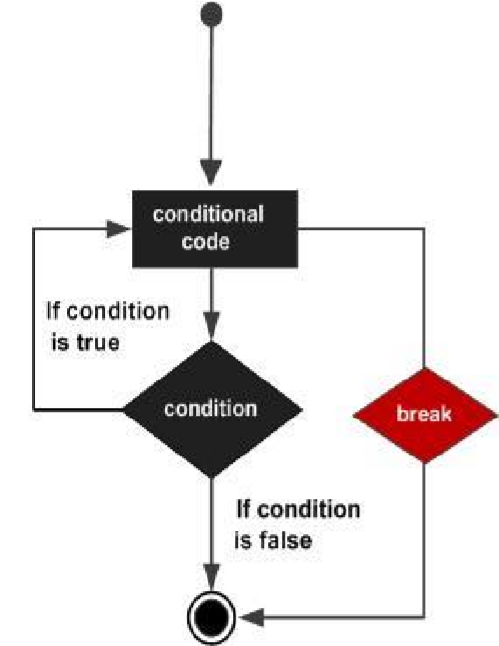 conditional
code
If condition
is true
condition
break
If condition
is false